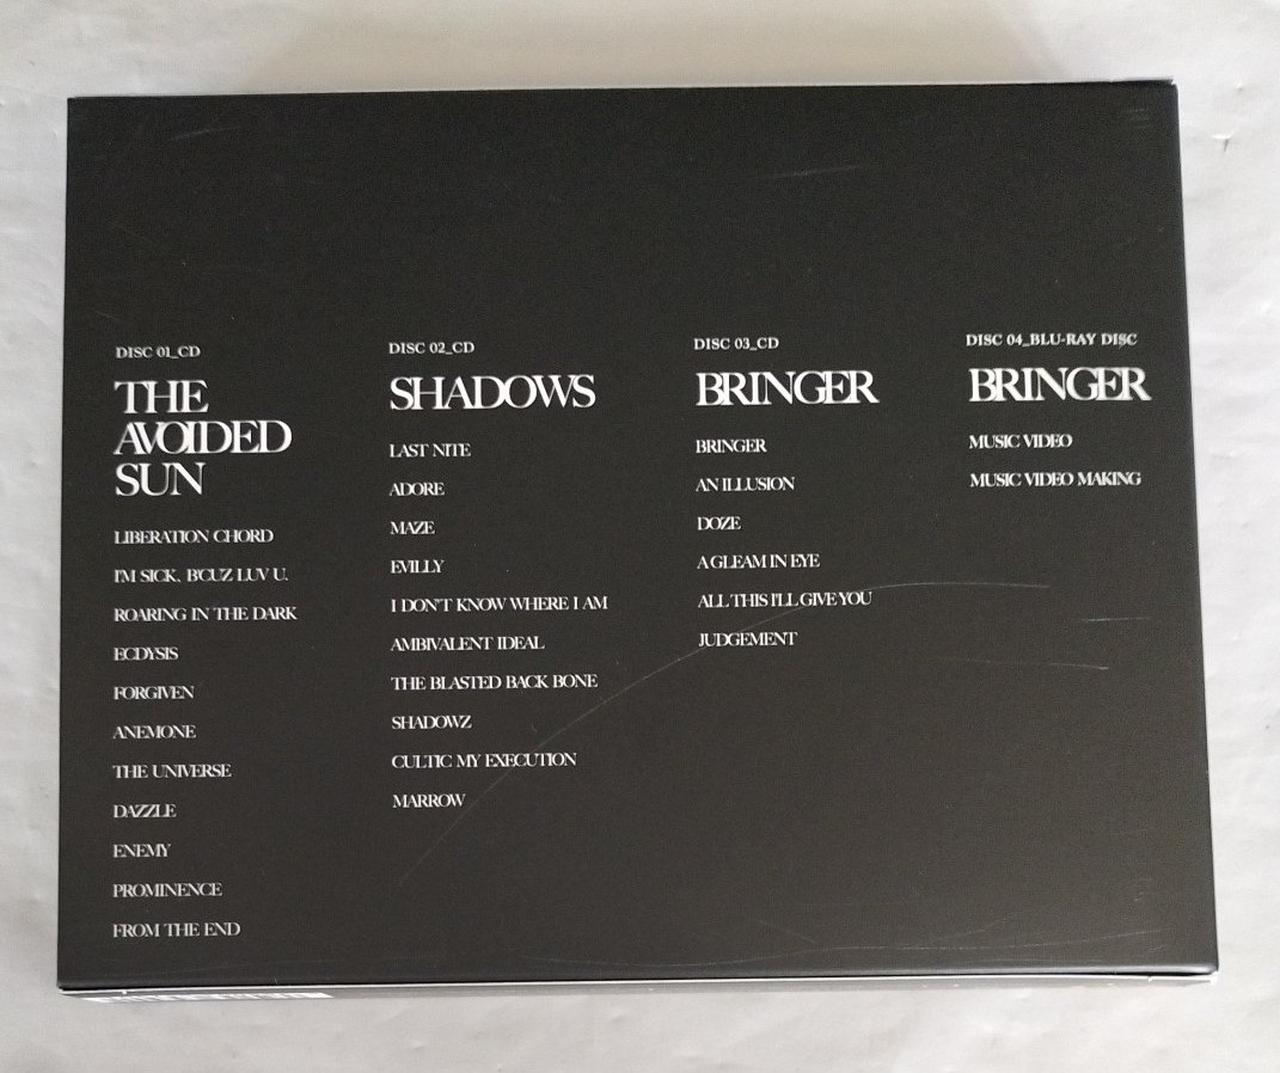 DISC 01_CD
THE
AVOIDED
SUN
LIBERATION CHORD
I'M SICK, B'CUZ LUV U.
ROARING IN THE DARK
ECDYSIS
FORGIVEN
ANEMONE
THE UNIVERSE
DAZZLE
ENEMY
PROMINENCE
FROM THE END
DISC 02_CD
SHADOWS
LAST NITE
ADORE
MAZE
EVILLY
I DON'T KNOW WHERE I AM
AMBIVALENT IDEAL
THE BLASTED BACK BONE
SHADOWZ
CULTIC MY EXECUTION
MARROW
DISC 03_CD
BRINGER
BRINGER
AN ILLUSION
DOZE
A GLEAM IN EYE
ALL THIS I'LL GIVE YOU
JUDGEMENT
DISC 04_BLU-RAY DISC
BRINGER
MUSIC VIDEO
MUSIC VIDEO MAKING